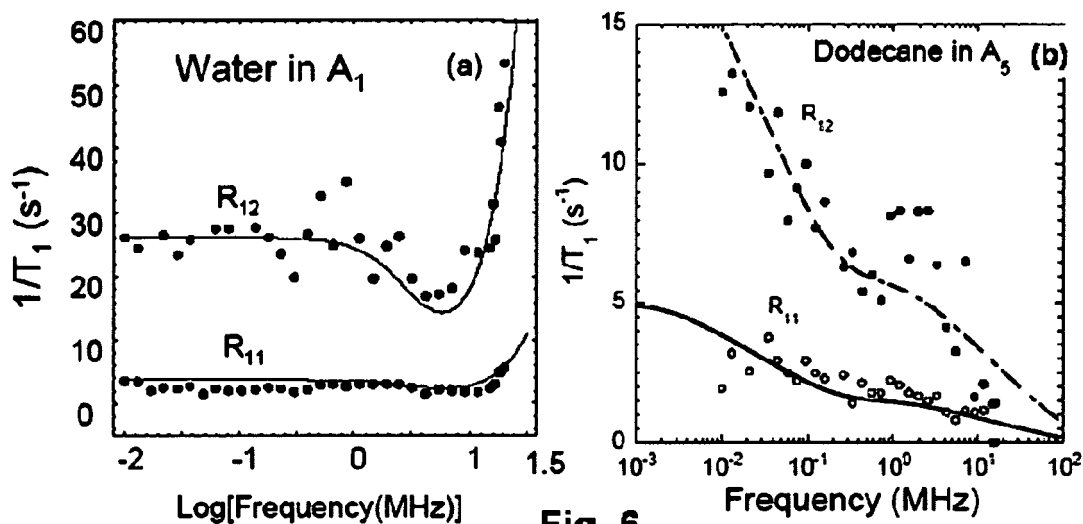 60
50
40
30
20
10
0
1/T1 (s-1)
Water in A1
(a)
R12
R11
-2
-1
0
1
1.5
Log[Frequency(MHz)]
15
10
5
0
1/T1 (s-1)
Dodecane in A5
(b)
R12
R11
10-3
10-2
10-1
100
101
102
Frequency (MHz)
Fig. 6